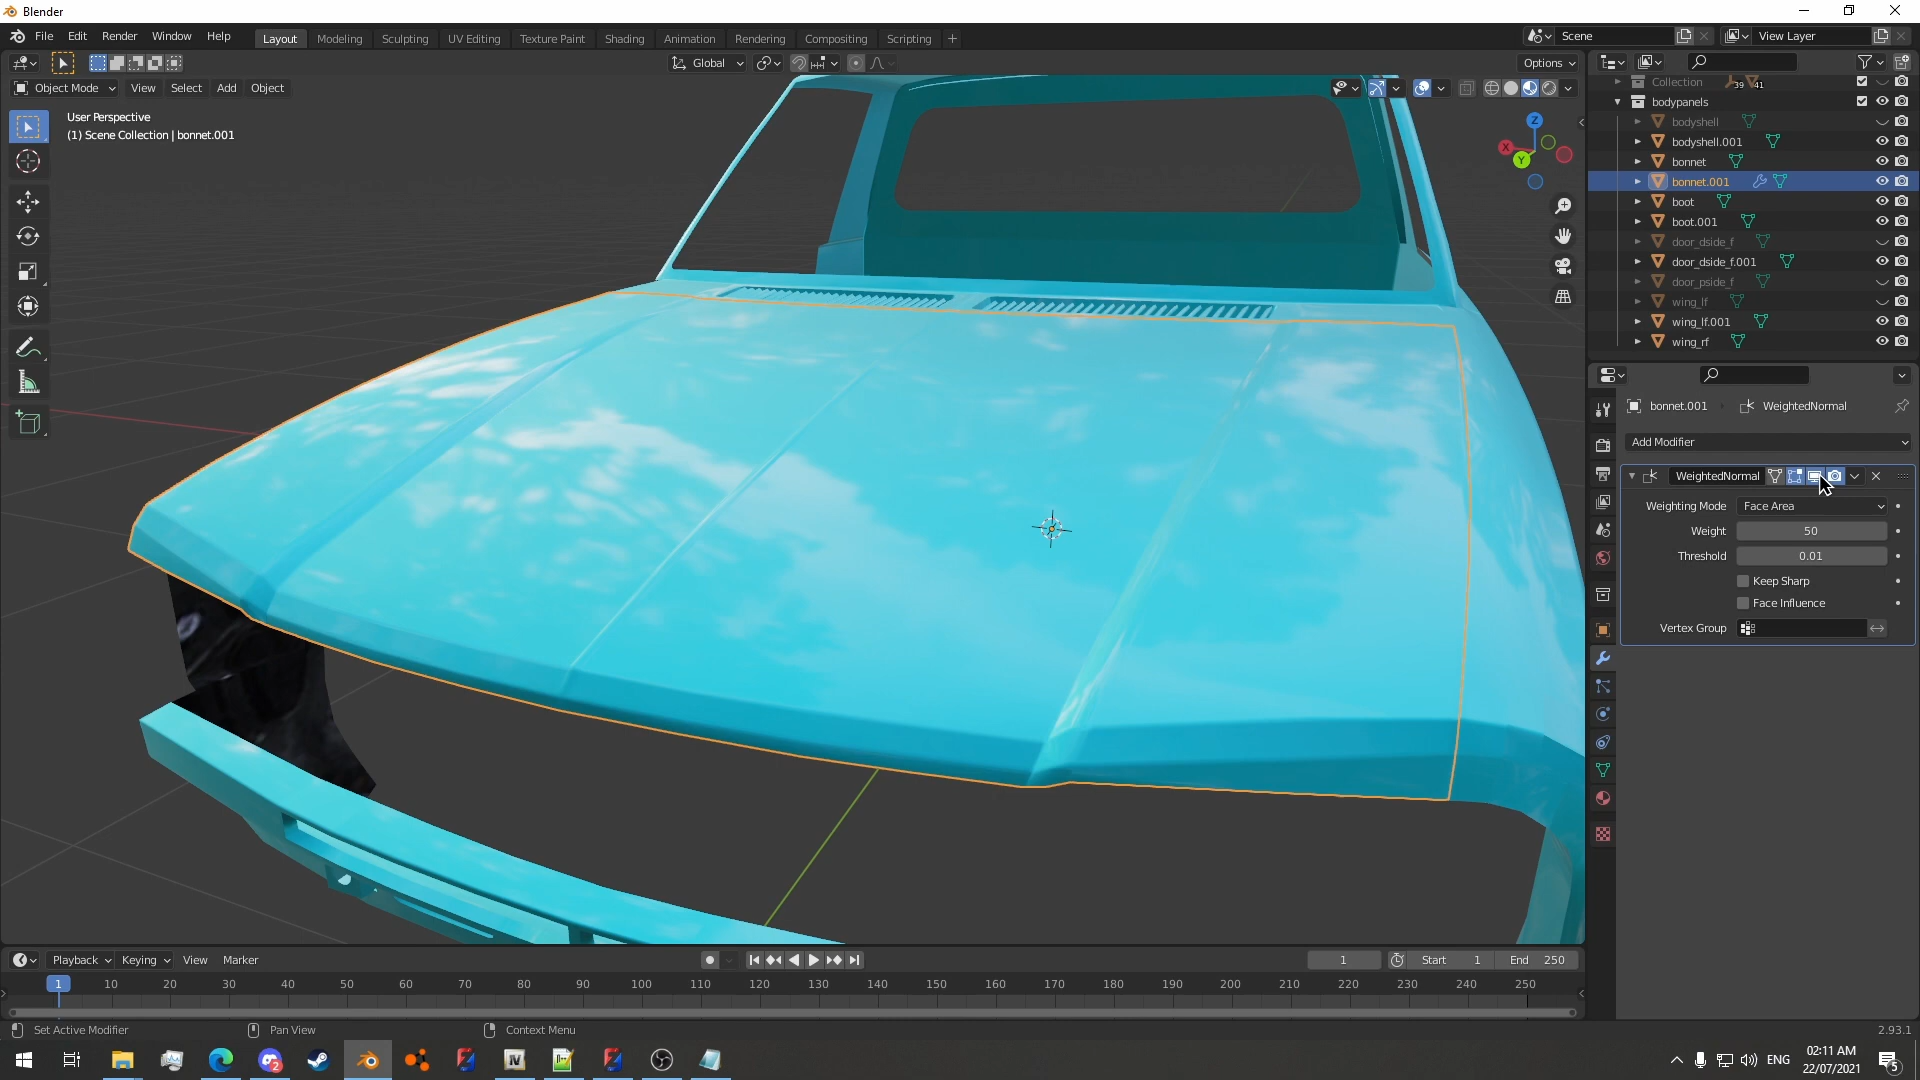 Blender
File Edit Render Window Help
Layout Modeling Sculpting UV Editing Texture Paint Shading Animation Rendering Compositing Scripting
Scene
View Layer
Global
Options
Object Mode View Select Add Object
User Perspective
(1) Scene Collection | bonnet.001
Z
X
Y
Collection 39 41
bodypanels
bodyshell
bodyshell.001
bonnet
bonnet.001
boot
boot.001
door_dside_f
door_dside_f.001
door_pside_f
wing_lf
wing_lf.001
wing_rf
bonnet.001 WeightedNormal
Add Modifier
WeightedNormal
Weighting Mode Face Area
Weight 50
Threshold 0.01
Keep Sharp
Face Influence
Vertex Group
Playback Keying View Marker
1 Start 1 End 250
1 10 20 30 40 50 60 70 80 90 100 110 120 130 140 150 160 170 180 190 200 210 220 230 240 250
Set Active Modifier Pan View Context Menu
2.93.1
ENG
02:11 AM
22/07/2021
5
2